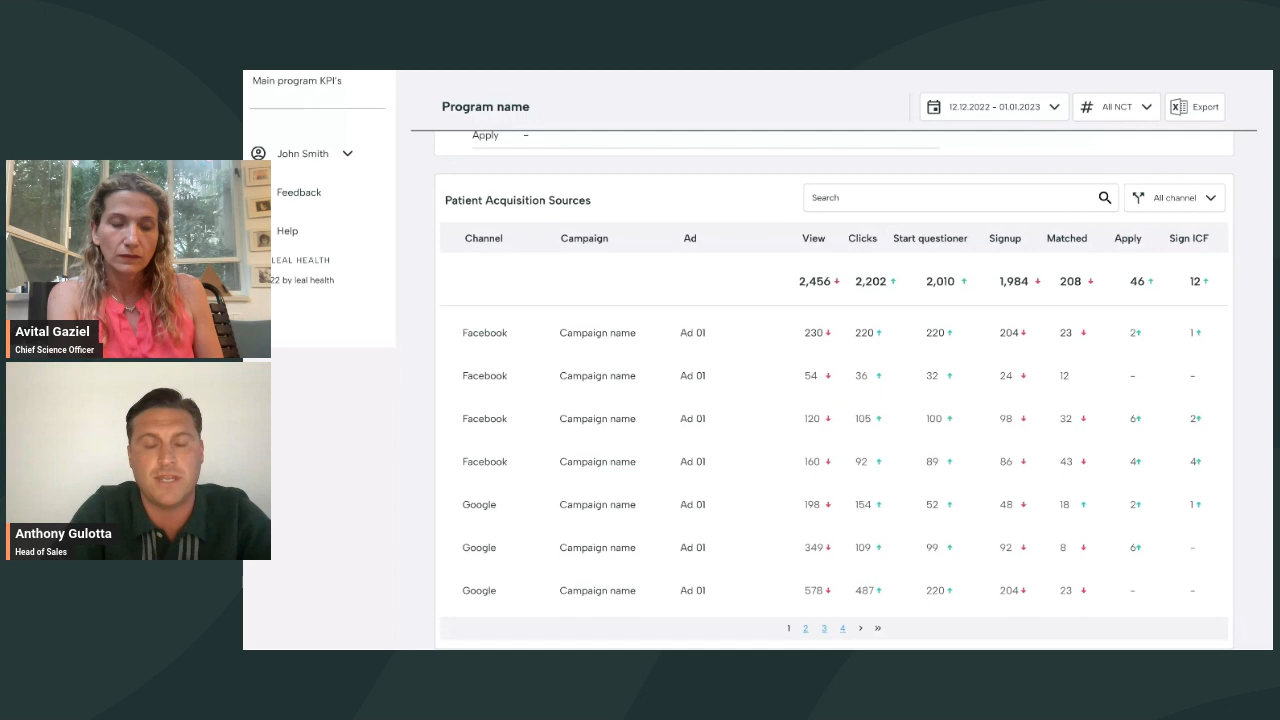 Main program KPI's
Program name
12.12.2022 - 01.01.2023
All NCT
Export
Apply -
John Smith
Feedback
Help
LEAL HEALTH
22 by leal health
Avital Gaziel
Chief Science Officer
Anthony Gulotta
Head of Sales
Patient Acquisition Sources
Search
All channel
Channel Campaign Ad View Clicks Start questioner Signup Matched Apply Sign ICF
2,456 2,202 2,010 1,984 208 46 12
Facebook Campaign name Ad 01 230 220 220 204 23 2 1
Facebook Campaign name Ad 01 54 36 32 24 12 - -
Facebook Campaign name Ad 01 120 105 100 98 32 6 2
Facebook Campaign name Ad 01 160 92 89 86 43 4 4
Google Campaign name Ad 01 198 154 52 48 18 2 1
Google Campaign name Ad 01 349 109 99 92 8 6 -
Google Campaign name Ad 01 578 487 220 204 23 - -
1 2 3 4 > »